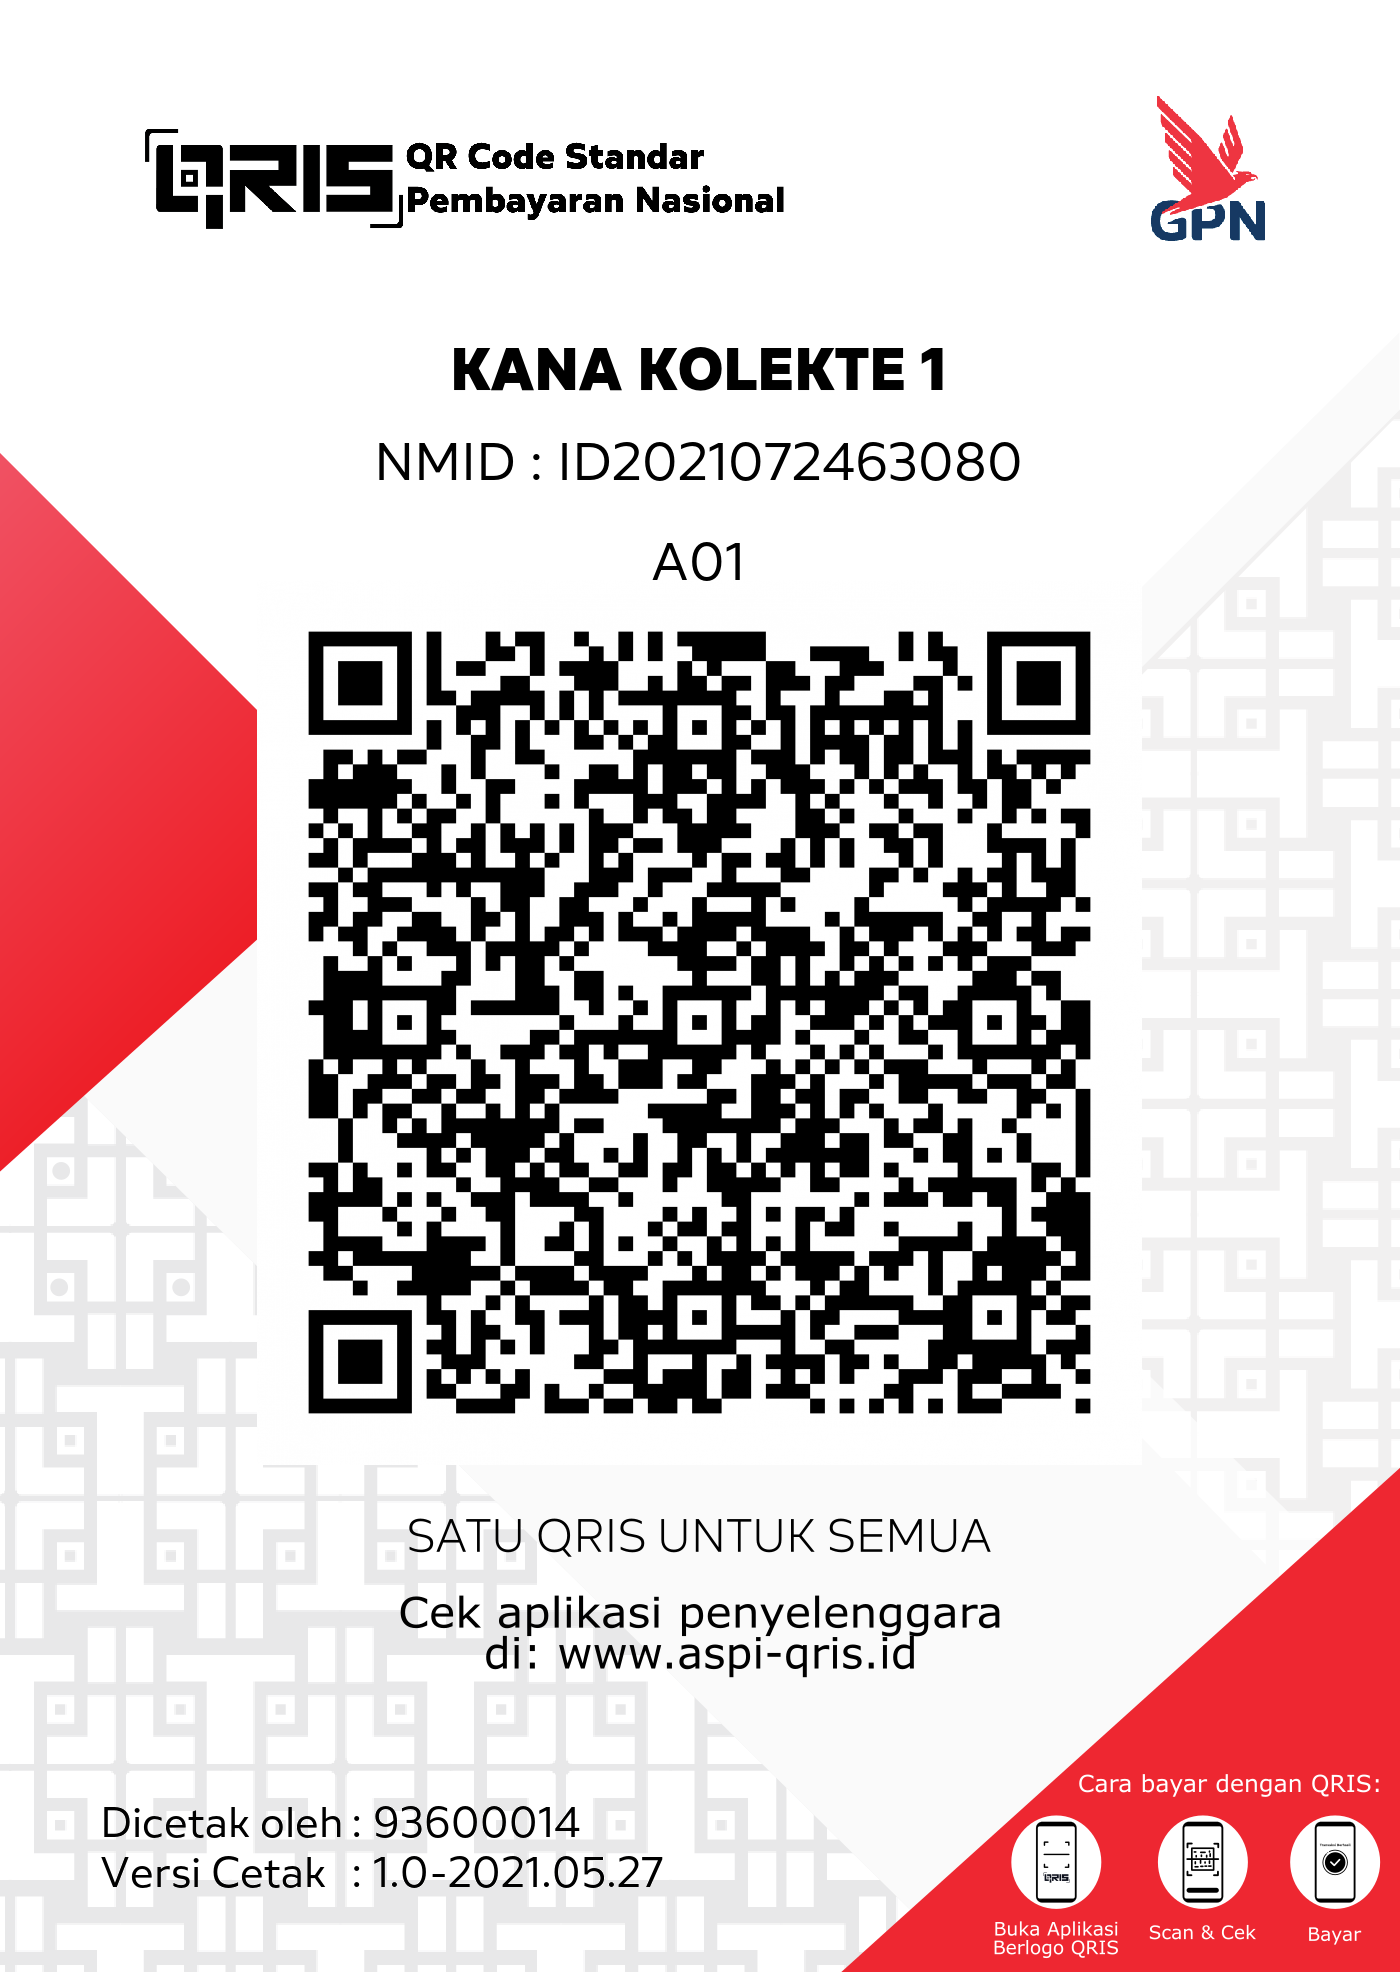 QRIS QR Code Standar
Pembayaran Nasional
GPN
KANA KOLEKTE 1
NMID : ID2021072463080
A01
SATU QRIS UNTUK SEMUA
Cek aplikasi penyelenggara
di: www.aspi-qris.id
Dicetak oleh : 93600014
Versi Cetak : 1.0-2021.05.27
Cara bayar dengan QRIS:
QRIS
Buka Aplikasi
Berlogo QRIS
Scan & Cek
Bayar